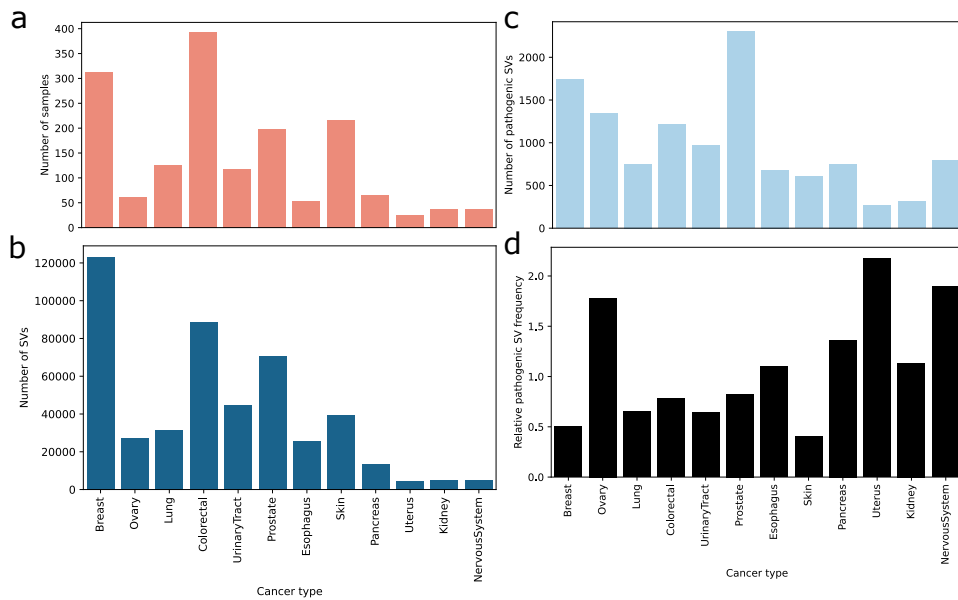 a
400
350
300
250
200
150
100
50
0
Number of samples
b
120000
100000
80000
60000
40000
20000
0
Number of SVs
Breast
Ovary
Lung
Colorectal
UrinaryTract
Prostate
Esophagus
Skin
Pancreas
Uterus
Kidney
NervousSystem
Cancer type
c
2000
1500
1000
500
0
Number of pathogenic SVs
d
2.0
1.5
1.0
0.5
0.0
Relative pathogenic SV frequency
Breast
Ovary
Lung
Colorectal
UrinaryTract
Prostate
Esophagus
Skin
Pancreas
Uterus
Kidney
NervousSystem
Cancer type